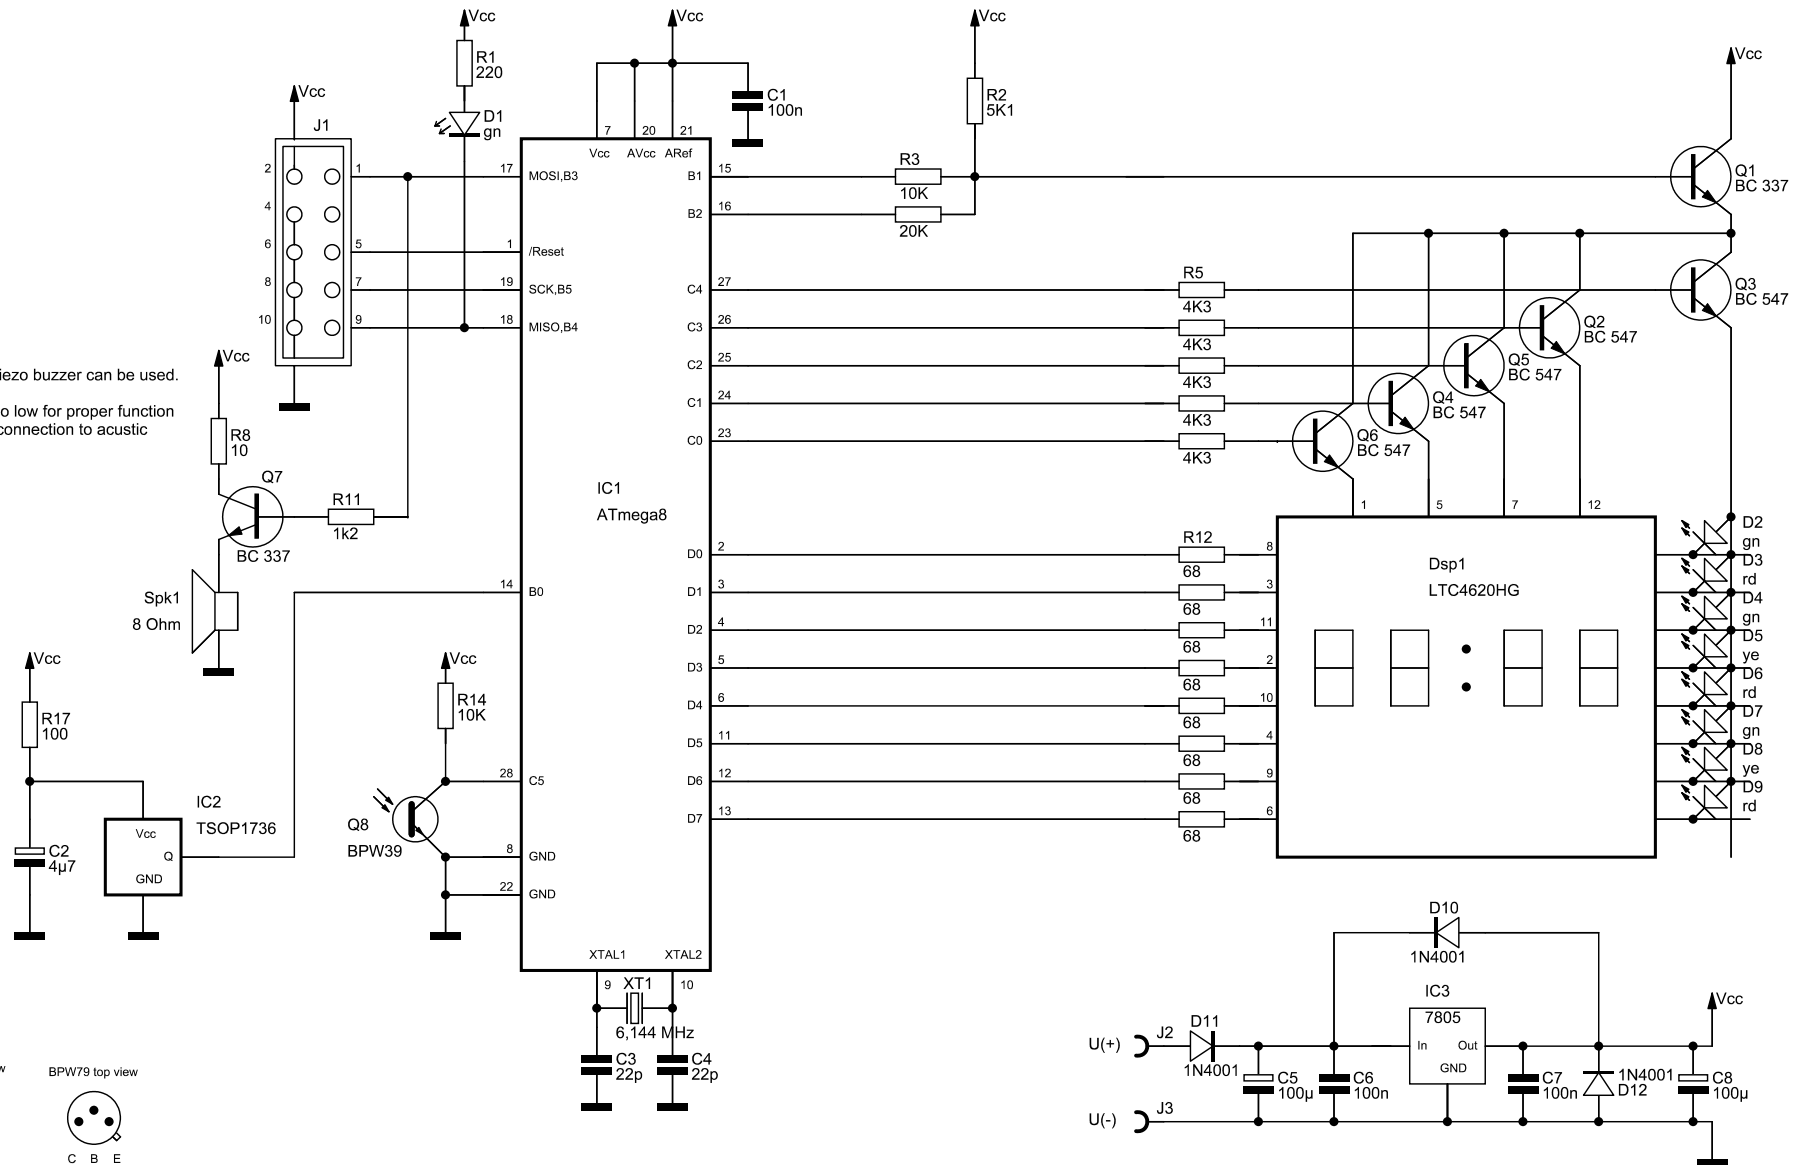 Vcc
R1
220
Vcc
Vcc
Vcc
Vcc
J1
D1
gn
C1
100n
R2
5K1
7 20 21
Vcc AVcc ARef
2 1 17 MOSI,B3
B1 15
R3
10K
Q1
BC 337
4
B2 16
20K
6 5 1 /Reset
8 7 19 SCK,B5
C4 27
R5
4K3
Q3
BC 547
10 9 18 MISO,B4
C3 26
4K3
Q2
BC 547
C2 25
4K3
Q5
BC 547
C1 24
4K3
Q4
BC 547
C0 23
4K3
Q6
BC 547
Vcc
iezo buzzer can be used.
o low for proper function
connection to acustic
R8
10
Q7
BC 337
R11
1k2
IC1
ATmega8
1 5 7 12
D0 2
R12
68
8
D1 3
68
3
D2 4
68
11
D3 5
68
2
D4 6
68
10
D5 11
68
4
D6 12
68
9
D7 13
68
6
Dsp1
LTC4620HG
D2
gn
D3
rd
D4
gn
D5
ye
D6
rd
D7
gn
D8
ye
D9
rd
14 B0
Spk1
8 Ohm
Vcc
R17
100
Vcc
R14
10K
28 C5
IC2
TSOP1736
Vcc
Q
GND
C2
4µ7
Q8
BPW39
8 GND
22 GND
XTAL1 XTAL2
9 XT1 10
6,144 MHz
C3
22p
C4
22p
D10
1N4001
IC3
7805
In Out
GND
Vcc
U(+) J2
D11
1N4001
C5
100µ
C6
100n
C7
100n
1N4001
D12
C8
100µ
U(-) J3
w
BPW79 top view
C B E